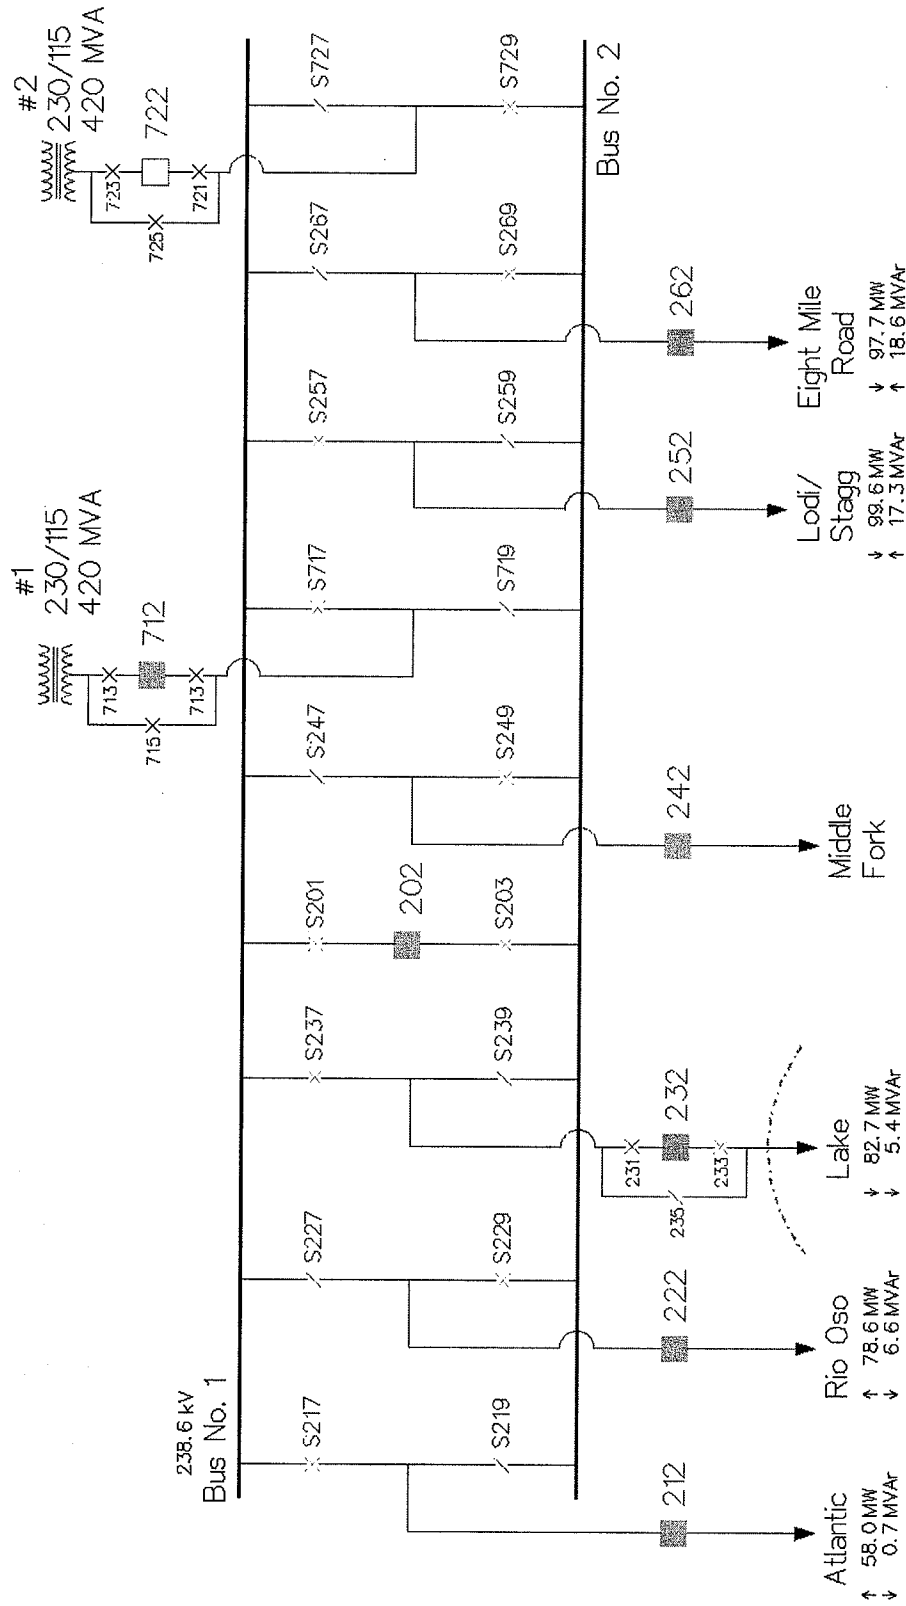 #1
230/115
420 MVA
712
713
713
715
#2
230/115
420 MVA
722
723
721
725
238.6 kV
Bus No. 1
S217
S227
S237
S201
S247
S717
S257
S267
S727
202
S219
S229
S239
S203
S249
S719
S259
S269
S729
Bus No. 2
212
222
231
232
233
235
242
252
262
Atlantic
↑ 58.0 MW
↓ 0.7 MVAr
Rio Oso
↑ 78.6 MW
↓ 6.6 MVAr
Lake
↓ 82.7 MW
↓ 5.4 MVAr
Middle
Fork
Lodi/
Stagg
↓ 99.6 MW
↑ 17.3 MVAr
Eight Mile
Road
↓ 97.7 MW
↑ 18.6 MVAr